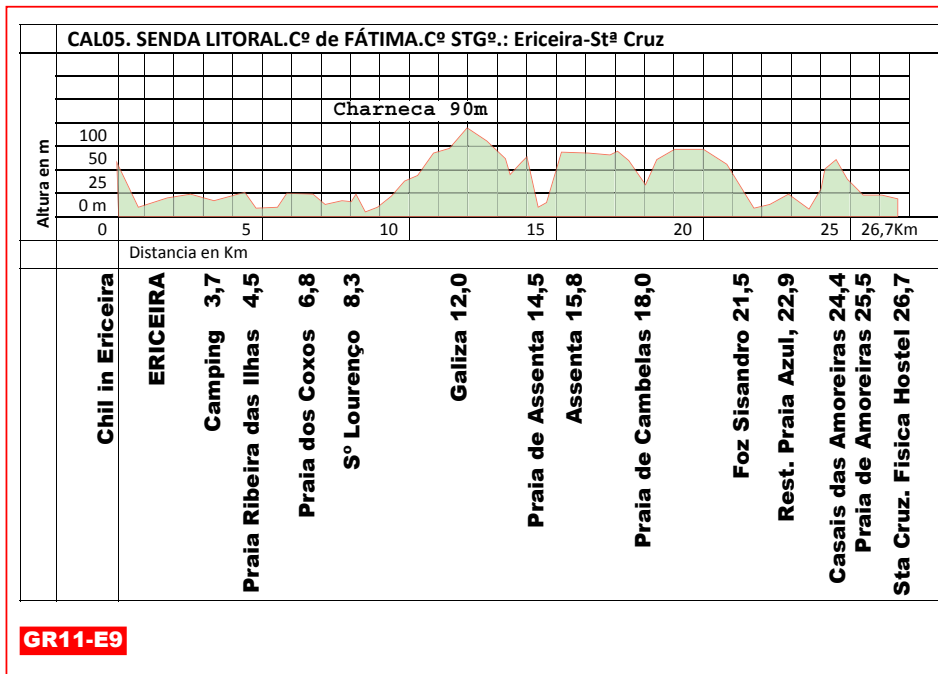 CAL05. SENDA LITORAL.Cº de FÁTIMA.Cº STGº.: Ericeira-Stª Cruz
Charneca 90m
Altura en m
100
50
25
0 m
0 5 10 15 20 25 26,7Km
Distancia en Km
Chil in Ericeira
ERICEIRA
Camping 3,7
Praia Ribeira das Ilhas 4,5
Praia dos Coxos 6,8
Sº Lourenço 8,3
Galiza 12,0
Praia de Assenta 14,5
Assenta 15,8
Praia de Cambelas 18,0
Foz Sisandro 21,5
Rest. Praia Azul, 22,9
Casais das Amoreiras 24,4
Praia de Amoreiras 25,5
Sta Cruz. Fisica Hostel 26,7
GR11-E9